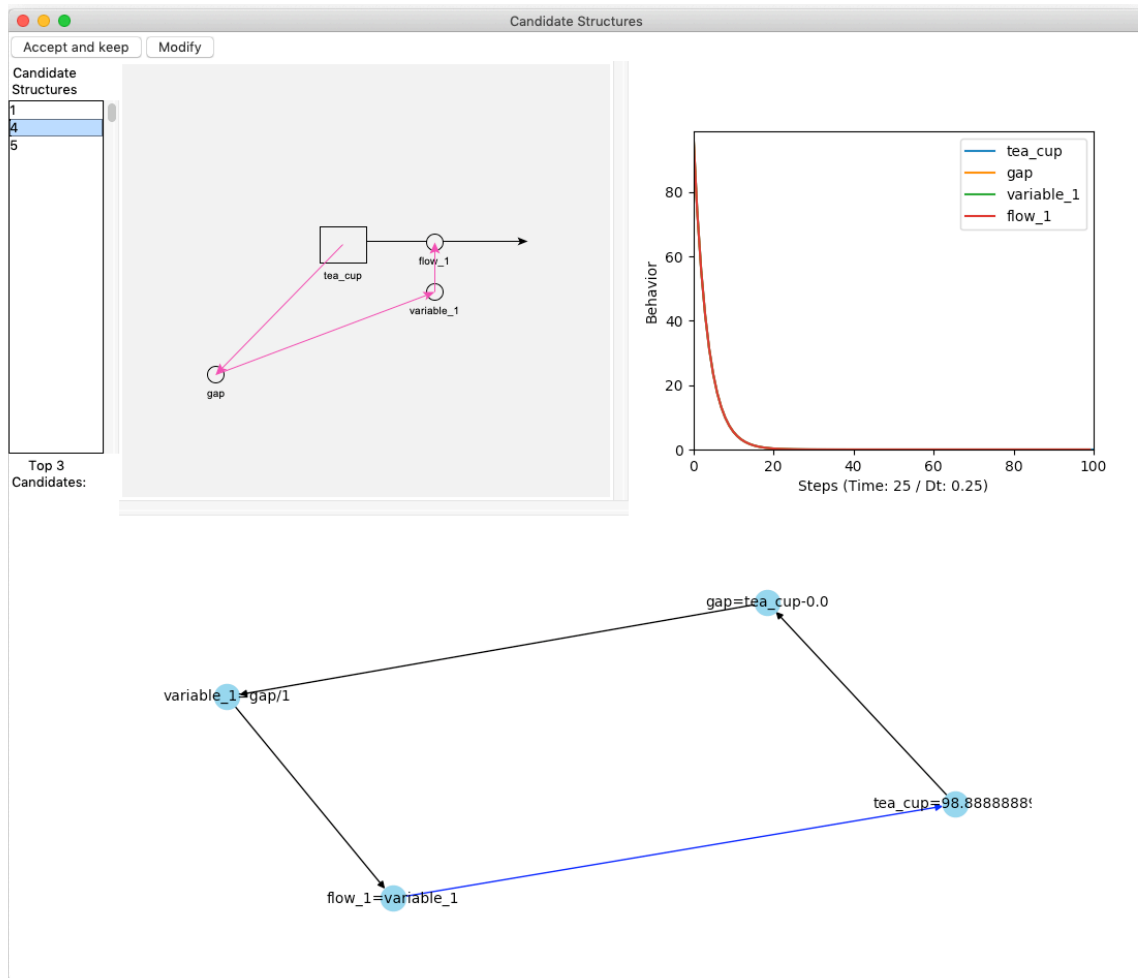 Candidate Structures
Accept and keep
Modify
Candidate
Structures
1
4
5
Top 3
Candidates:
tea_cup
flow_1
variable_1
gap
Behavior
80
60
40
20
0
0 20 40 60 80 100
Steps (Time: 25 / Dt: 0.25)
tea_cup
gap
variable_1
flow_1
gap=tea_cup-0.0
variable_1=gap/1
tea_cup=98.88888889
flow_1=variable_1